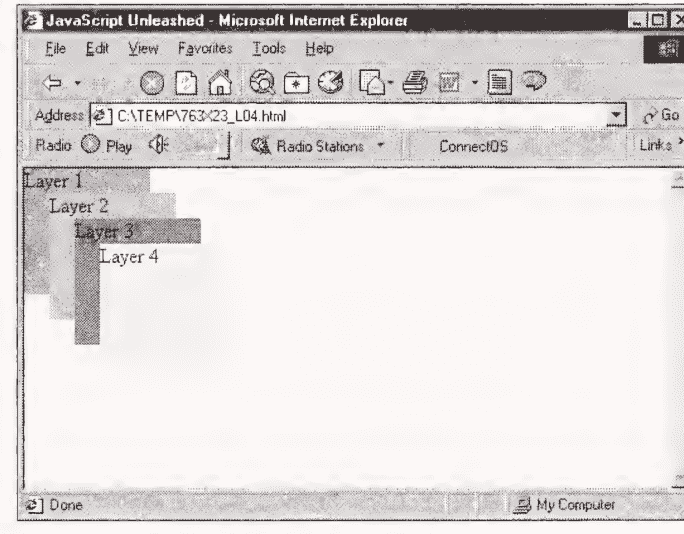 JavaScript Unleashed - Microsoft Internet Explorer
File Edit View Favorites Tools Help
Address C:\TEMP\763X23_L04.html Go
Radio Play Radio Stations ConnectOS Links
Layer 1
Layer 2
Layer 3
Layer 4
Done My Computer